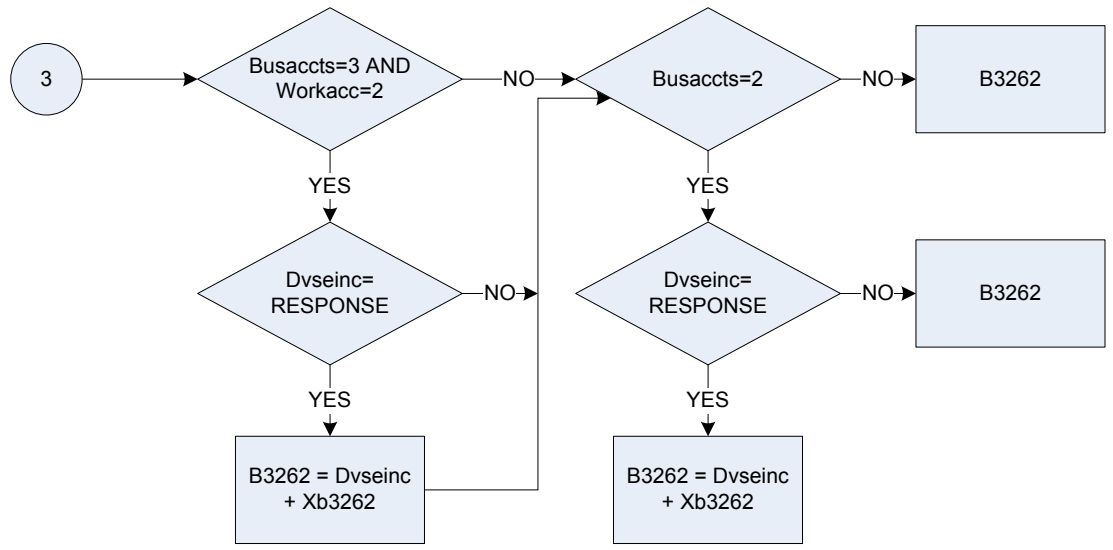 3
Busaccts=3 AND
Workacc=2
NO
Busaccts=2
NO
B3262
YES
YES
Dvseinc=
RESPONSE
NO
Dvseinc=
RESPONSE
NO
B3262
YES
YES
B3262 = Dvseinc
+ Xb3262
B3262 = Dvseinc
+ Xb3262